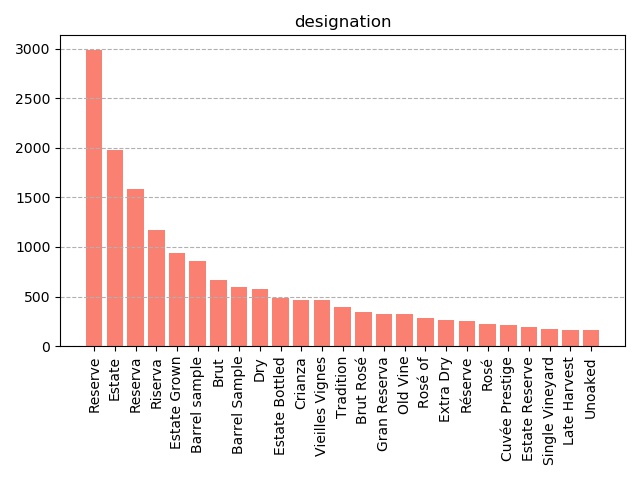 designation
3000
2500
2000
1500
1000
500
0
Reserve
Estate
Reserva
Riserva
Estate Grown
Barrel sample
Brut
Barrel Sample
Dry
Estate Bottled
Crianza
Vieilles Vignes
Tradition
Brut Rosé
Gran Reserva
Old Vine
Rosé of
Extra Dry
Réserve
Rosé
Cuvée Prestige
Estate Reserve
Single Vineyard
Late Harvest
Unoaked